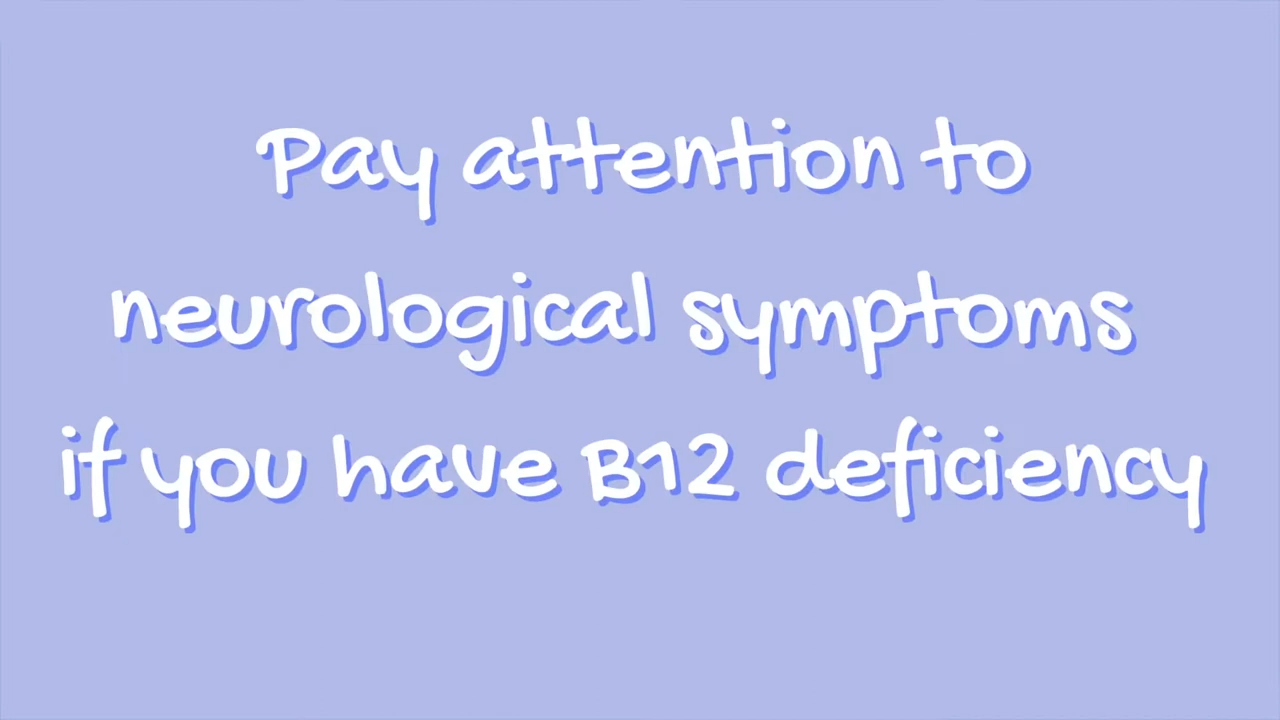 Pay attention to
neurological symptoms
if you have B12 deficiency